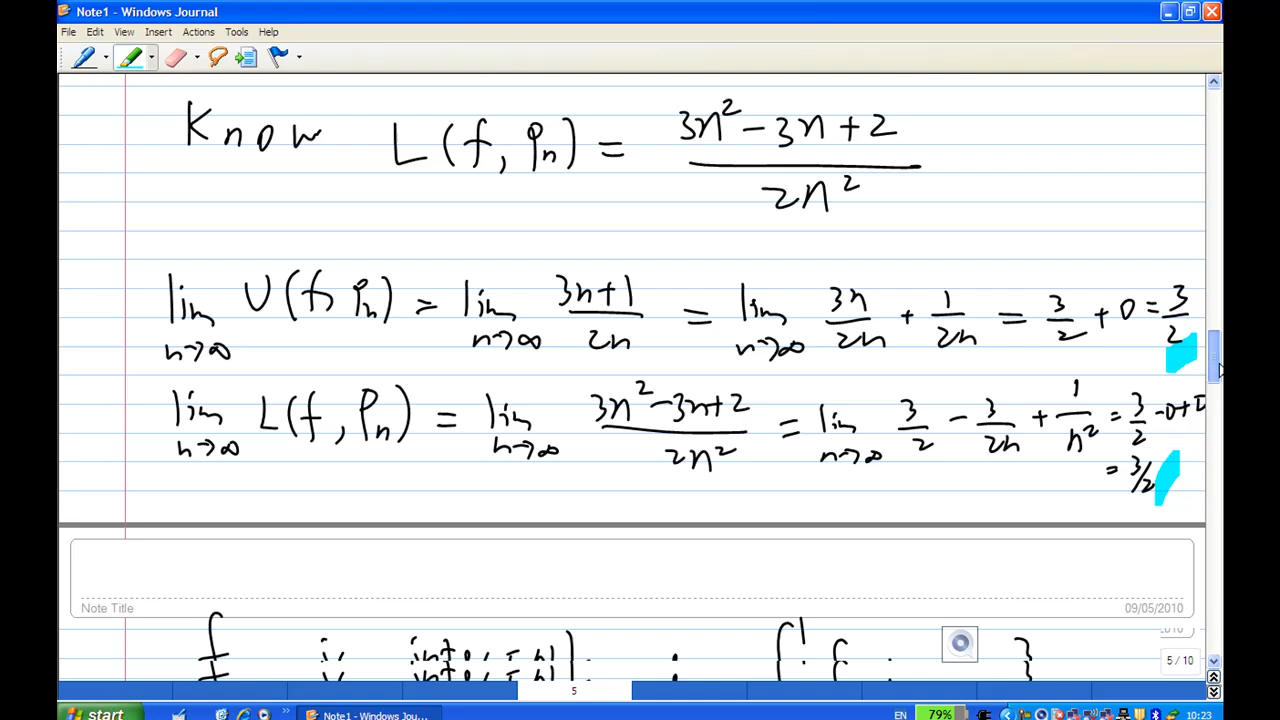 Note1 - Windows Journal
File Edit View Insert Actions Tools Help
Know L(f, Pn) = (3n² - 3n + 2) / (2n²)
lim n→∞ U(f, Pn) = lim n→∞ (3n+1)/(2n) = lim n→∞ 3n/2n + 1/2n = 3/2 + 0 = 3/2
lim n→∞ L(f, Pn) = lim n→∞ (3n² - 3n + 2)/(2n²) = lim n→∞ 3/2 - 3/2n + 1/n² = 3/2 - 0 + 0
= 3/2
Note Title
09/05/2010
f
5 / 10
5
start
Note1 - Windows Jou...
EN
79%
10:23